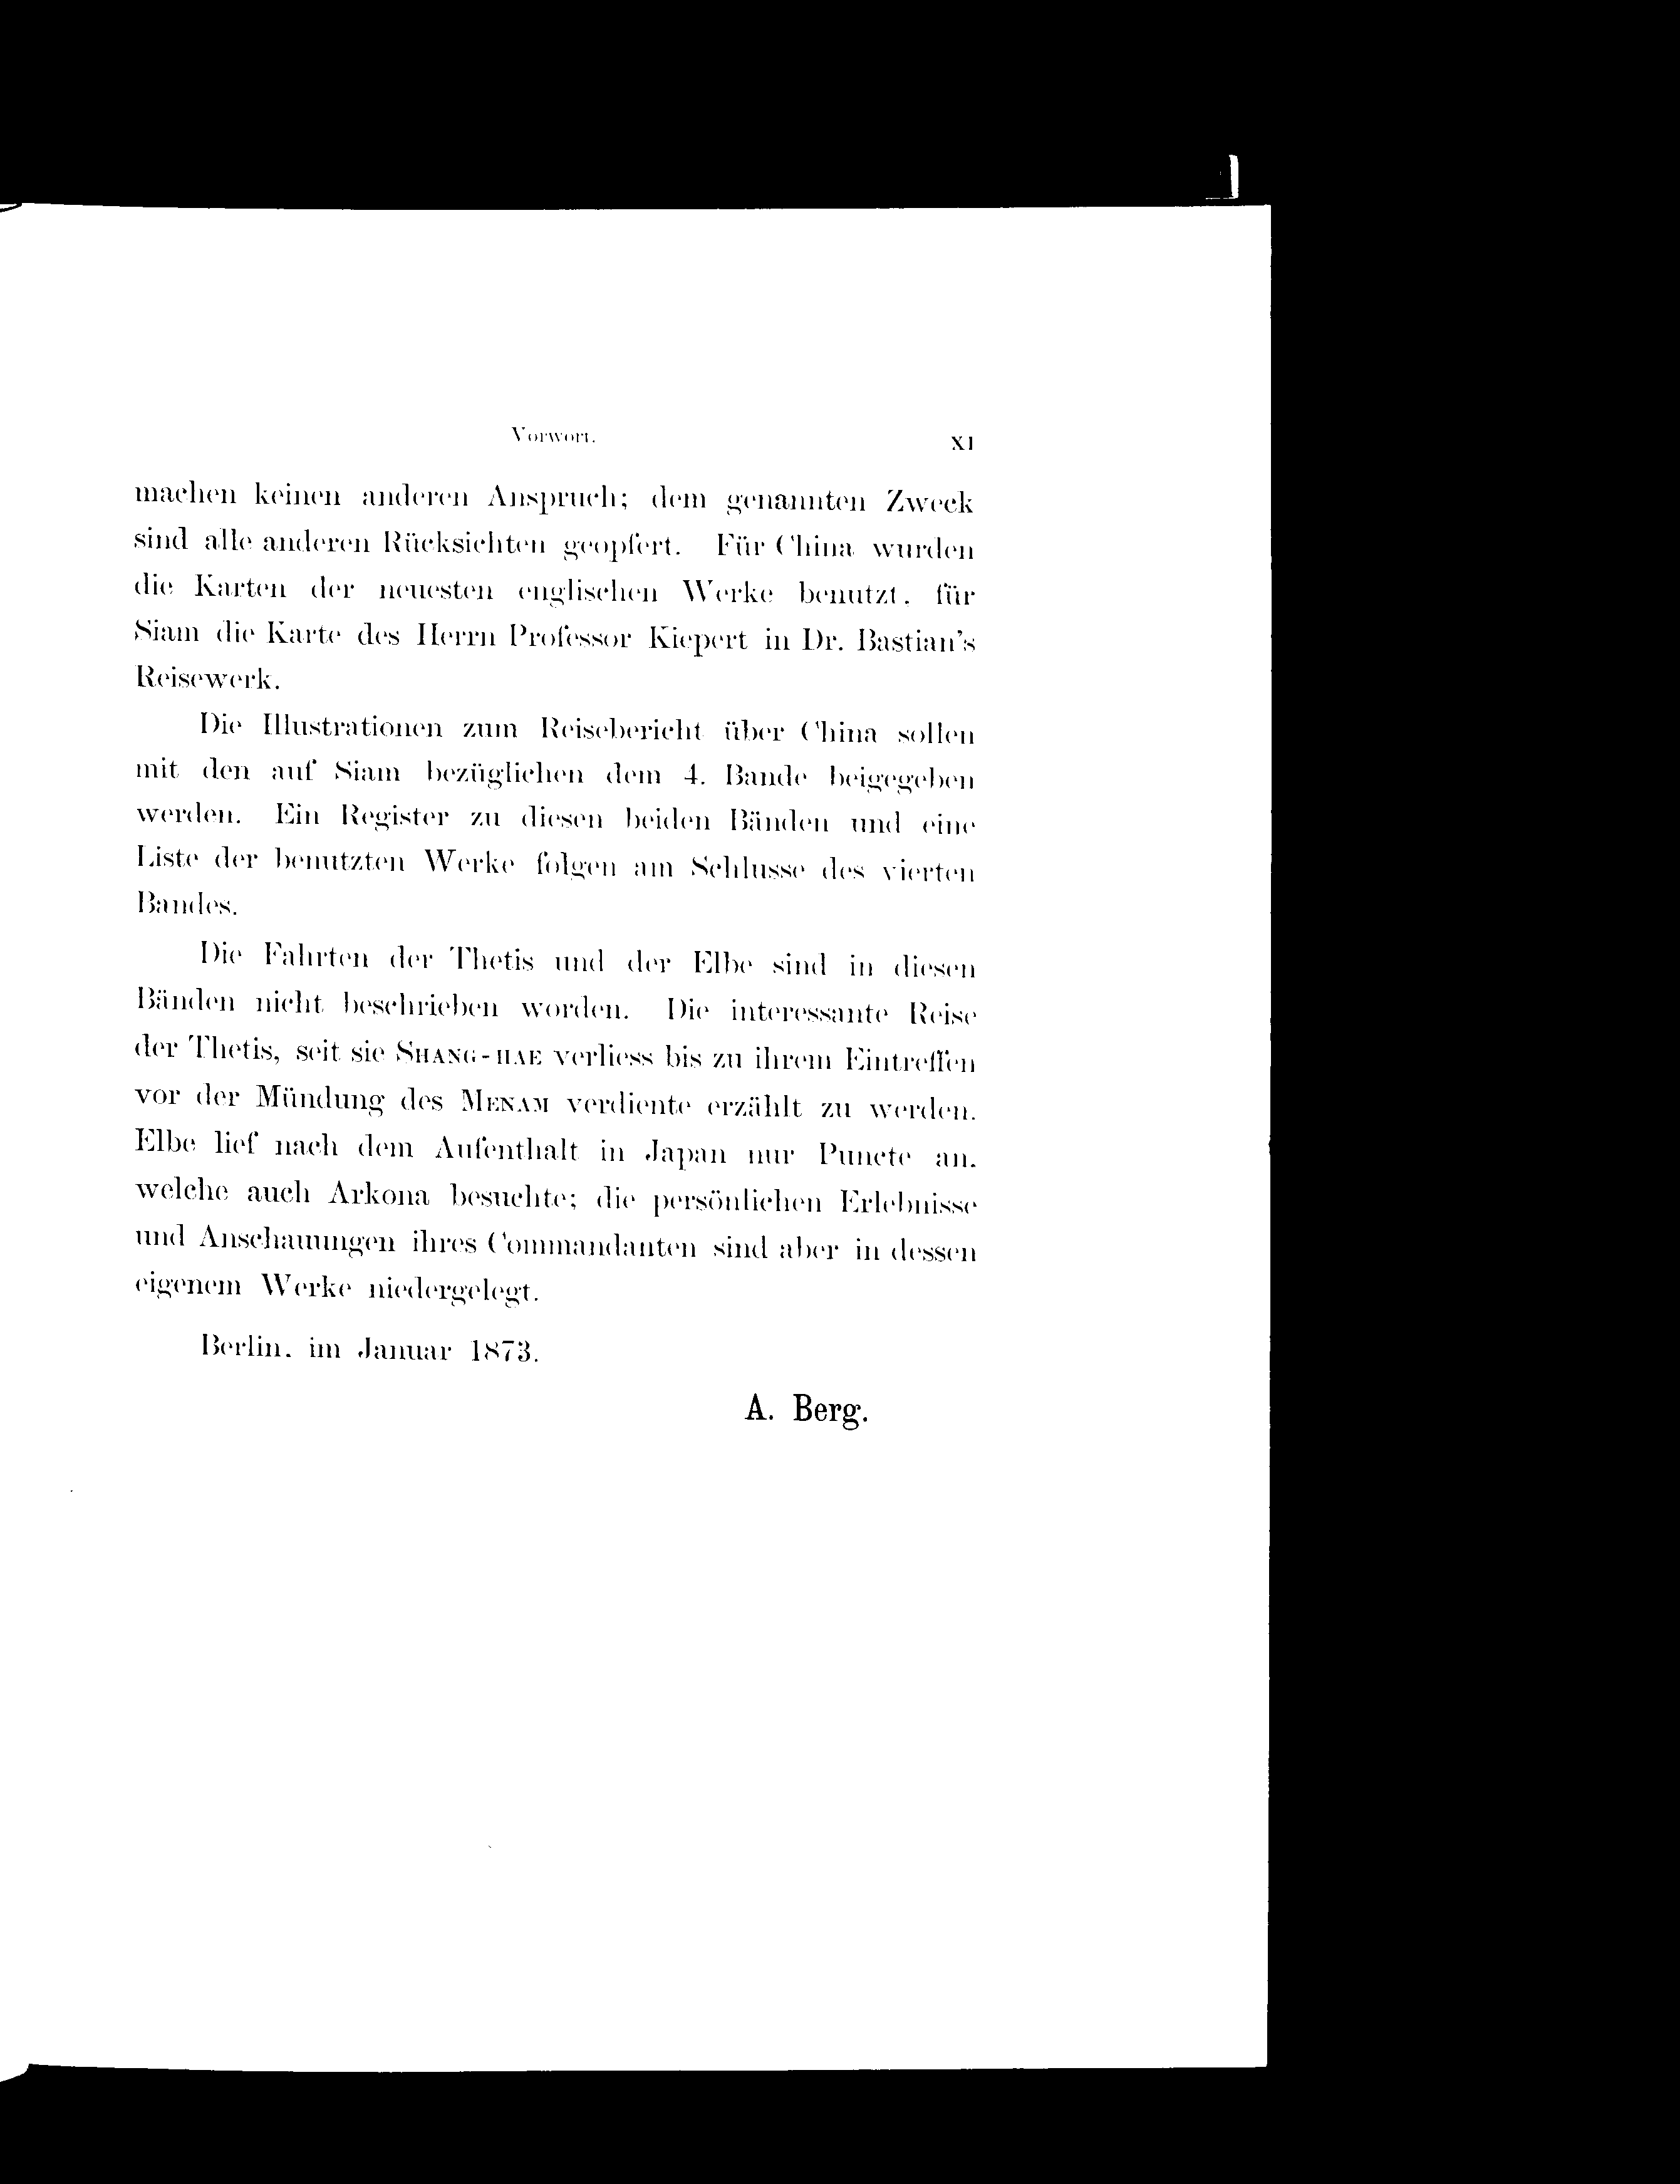 Vorwort. XI
machen keinen anderen Anspruch; dem genannten Zweck
sind alle anderen Rücksichten geopfert. Für China wurden
die Karten der neuesten englischen Werke benutzt, für
Siam die Karte des Herrn Professor Kiepert in Dr. Bastian's
Reisewerk.
Die Illustrationen zum Reisebericht über China sollen
mit den auf Siam bezüglichen dem 4. Bande beigegeben
werden. Ein Register zu diesen beiden Bänden und eine
Liste der benutzten Werke folgen am Schlusse des vierten
Bandes.
Die Fahrten der Thetis und der Elbe sind in diesen
Bänden nicht beschrieben worden. Die interessante Reise
der Thetis, seit sie SHANG-HAE verliess bis zu ihrem Eintreffen
vor der Mündung des MENAM verdiente erzählt zu werden.
Elbe lief nach dem Aufenthalt in Japan nur Puncte an,
welche auch Arkona besuchte; die persönlichen Erlebnisse
und Anschauungen ihres Commandanten sind aber in dessen
eigenem Werke niedergelegt.
Berlin, im Januar 1873.
A. Berg.